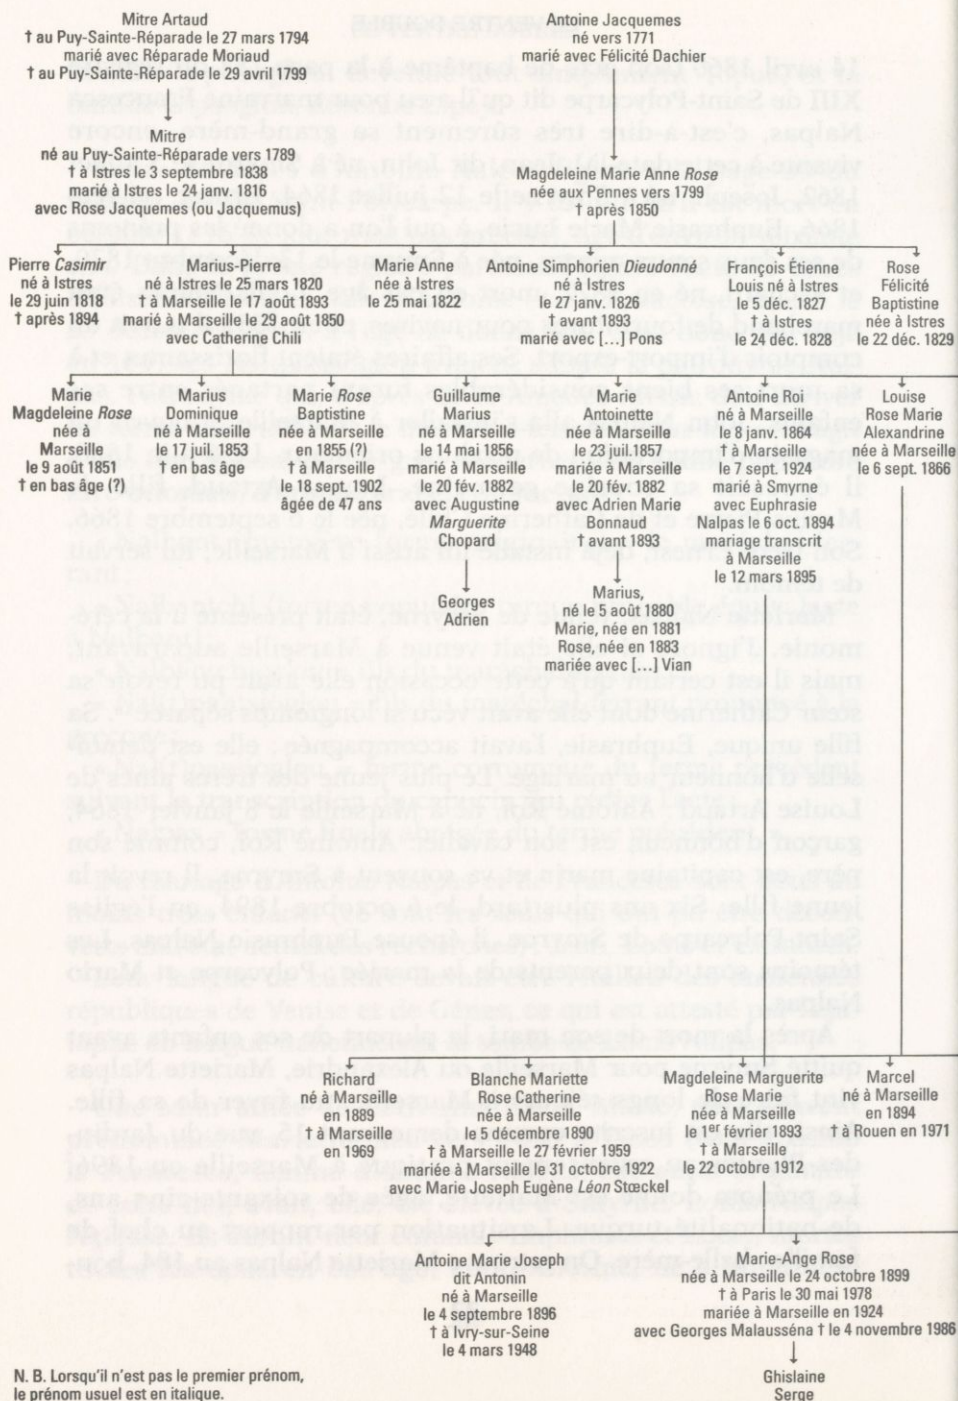 Mitre Artaud
† au Puy-Sainte-Réparade le 27 mars 1794
marié avec Réparade Moriaud
† au Puy-Sainte-Réparade le 29 avril 1799
Antoine Jacquemes
né vers 1771
marié avec Félicité Dachier
Mitre
né au Puy-Sainte-Réparade vers 1789
† à Istres le 3 septembre 1838
marié à Istres le 24 janv. 1816
avec Rose Jacquemes (ou Jacquemus)
Magdeleine Marie Anne Rose
née aux Pennes vers 1799
† après 1850
Pierre Casimir
né à Istres
le 29 juin 1818
† après 1894
Marius-Pierre
né à Istres le 25 mars 1820
† à Marseille le 17 août 1893
marié à Marseille le 29 août 1850
avec Catherine Chili
Marie Anne
née à Istres
le 25 mai 1822
Antoine Simphorien Dieudonné
né à Istres
le 27 janv. 1826
† avant 1893
marié avec [...] Pons
François Étienne
Louis né à Istres
le 5 déc. 1827
† à Istres
le 24 déc. 1828
Rose
Félicité
Baptistine
née à Istres
le 22 déc. 1829
Marie
Magdeleine Rose
née à
Marseille
le 9 août 1851
† en bas âge (?)
Marius
Dominique
né à Marseille
le 17 juil. 1853
† en bas âge
Marie Rose
Baptistine
née à Marseille
en 1855 (?)
† à Marseille
le 18 sept. 1902
âgée de 47 ans
Guillaume
Marius
né à Marseille
le 14 mai 1856
marié à Marseille
le 20 fév. 1882
avec Augustine
Marguerite
Chopard
Georges
Adrien
Marie
Antoinette
née à Marseille
le 23 juil.1857
mariée à Marseille
le 20 fév. 1882
avec Adrien Marie
Bonnaud
† avant 1893
Marius,
né le 5 août 1880
Marie, née en 1881
Rose, née en 1883
mariée avec [...] Vian
Antoine Roi
né à Marseille
le 8 janv. 1864
† à Marseille
le 7 sept. 1924
marié à Smyrne
avec Euphrasie
Nalpas le 6 oct. 1894
mariage transcrit
à Marseille
le 12 mars 1895
Louise
Rose Marie
Alexandrine
née à Marseille
le 6 sept. 1866
Richard
né à Marseille
en 1889
† à Marseille
en 1969
Blanche Mariette
Rose Catherine
née à Marseille
le 5 décembre 1890
† à Marseille le 27 février 1959
mariée à Marseille le 31 octobre 1922
avec Marie Joseph Eugène Léon Stœckel
Magdeleine Marguerite
Rose Marie
née à Marseille
le 1er février 1893
† à Marseille
le 22 octobre 1912
Marcel
né à Marseille
en 1894
† à Rouen en 1971
Antoine Marie Joseph
dit Antonin
né à Marseille
le 4 septembre 1896
† à Ivry-sur-Seine
le 4 mars 1948
Marie-Ange Rose
née à Marseille le 24 octobre 1899
† à Paris le 30 mai 1978
mariée à Marseille en 1924
avec Georges Malausséna † le 4 novembre 1986
Ghislaine
Serge
N. B. Lorsqu'il n'est pas le premier prénom,
le prénom usuel est en italique.